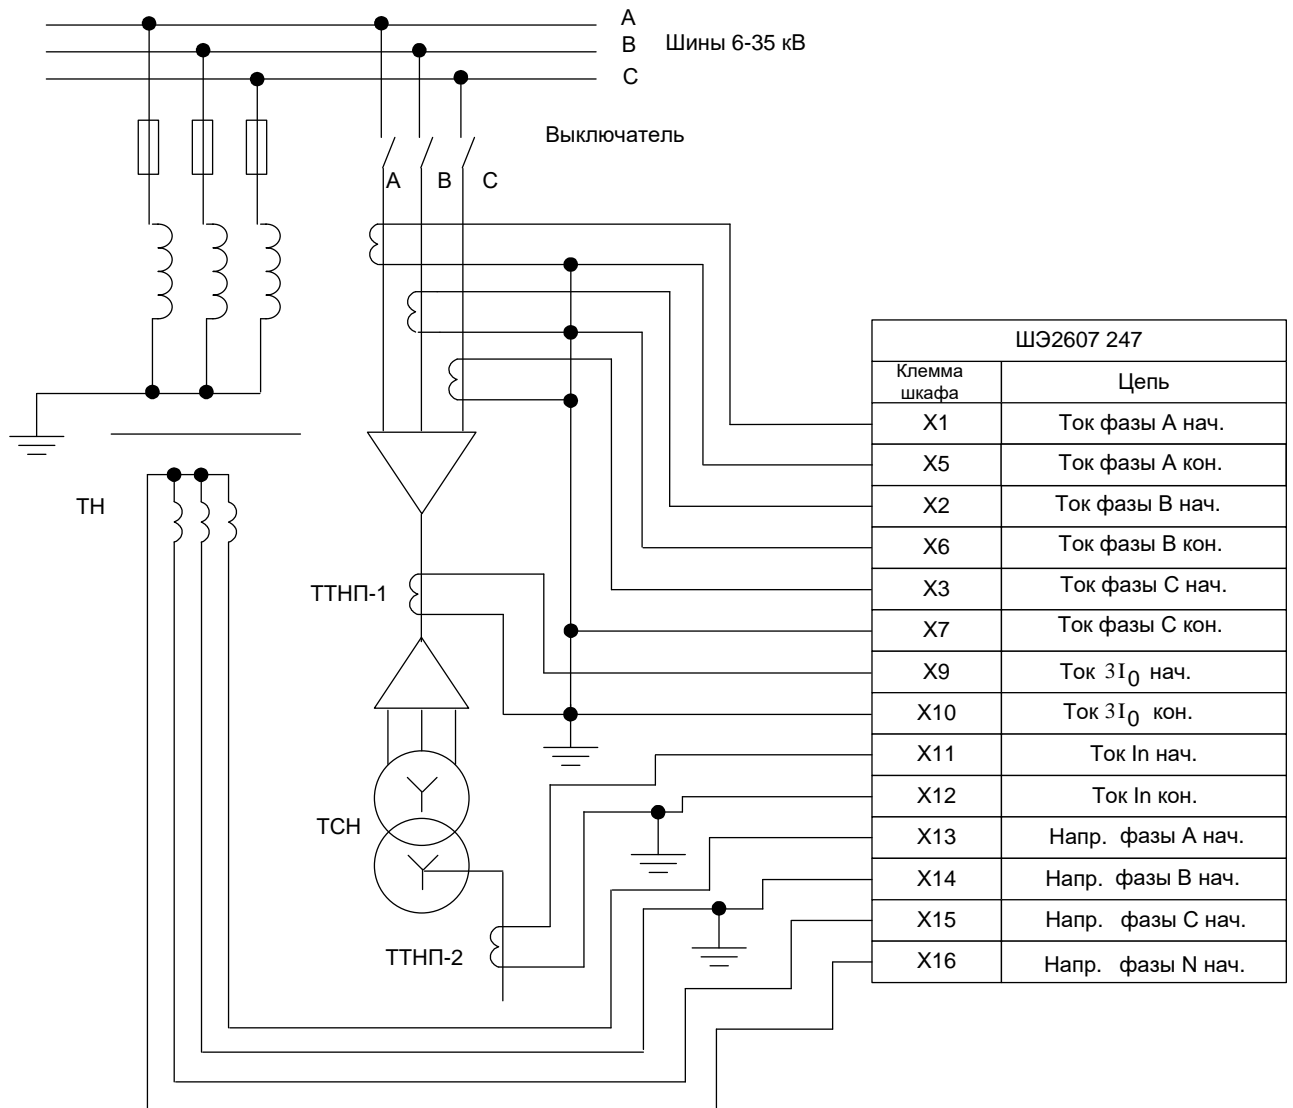 A
B
C
Шины 6-35 кВ
Выключатель
A
B
C
ТН
ТТНП-1
ТСН
ТТНП-2
ШЭ2607 247
Клемма шкафа
Цепь
X1 Ток фазы А нач.
X5 Ток фазы А кон.
X2 Ток фазы В нач.
X6 Ток фазы В кон.
X3 Ток фазы С нач.
X7 Ток фазы С кон.
X9 Ток 3I0 нач.
X10 Ток 3I0 кон.
X11 Ток In нач.
X12 Ток In кон.
X13 Напр. фазы А нач.
X14 Напр. фазы В нач.
X15 Напр. фазы С нач.
X16 Напр. фазы N нач.